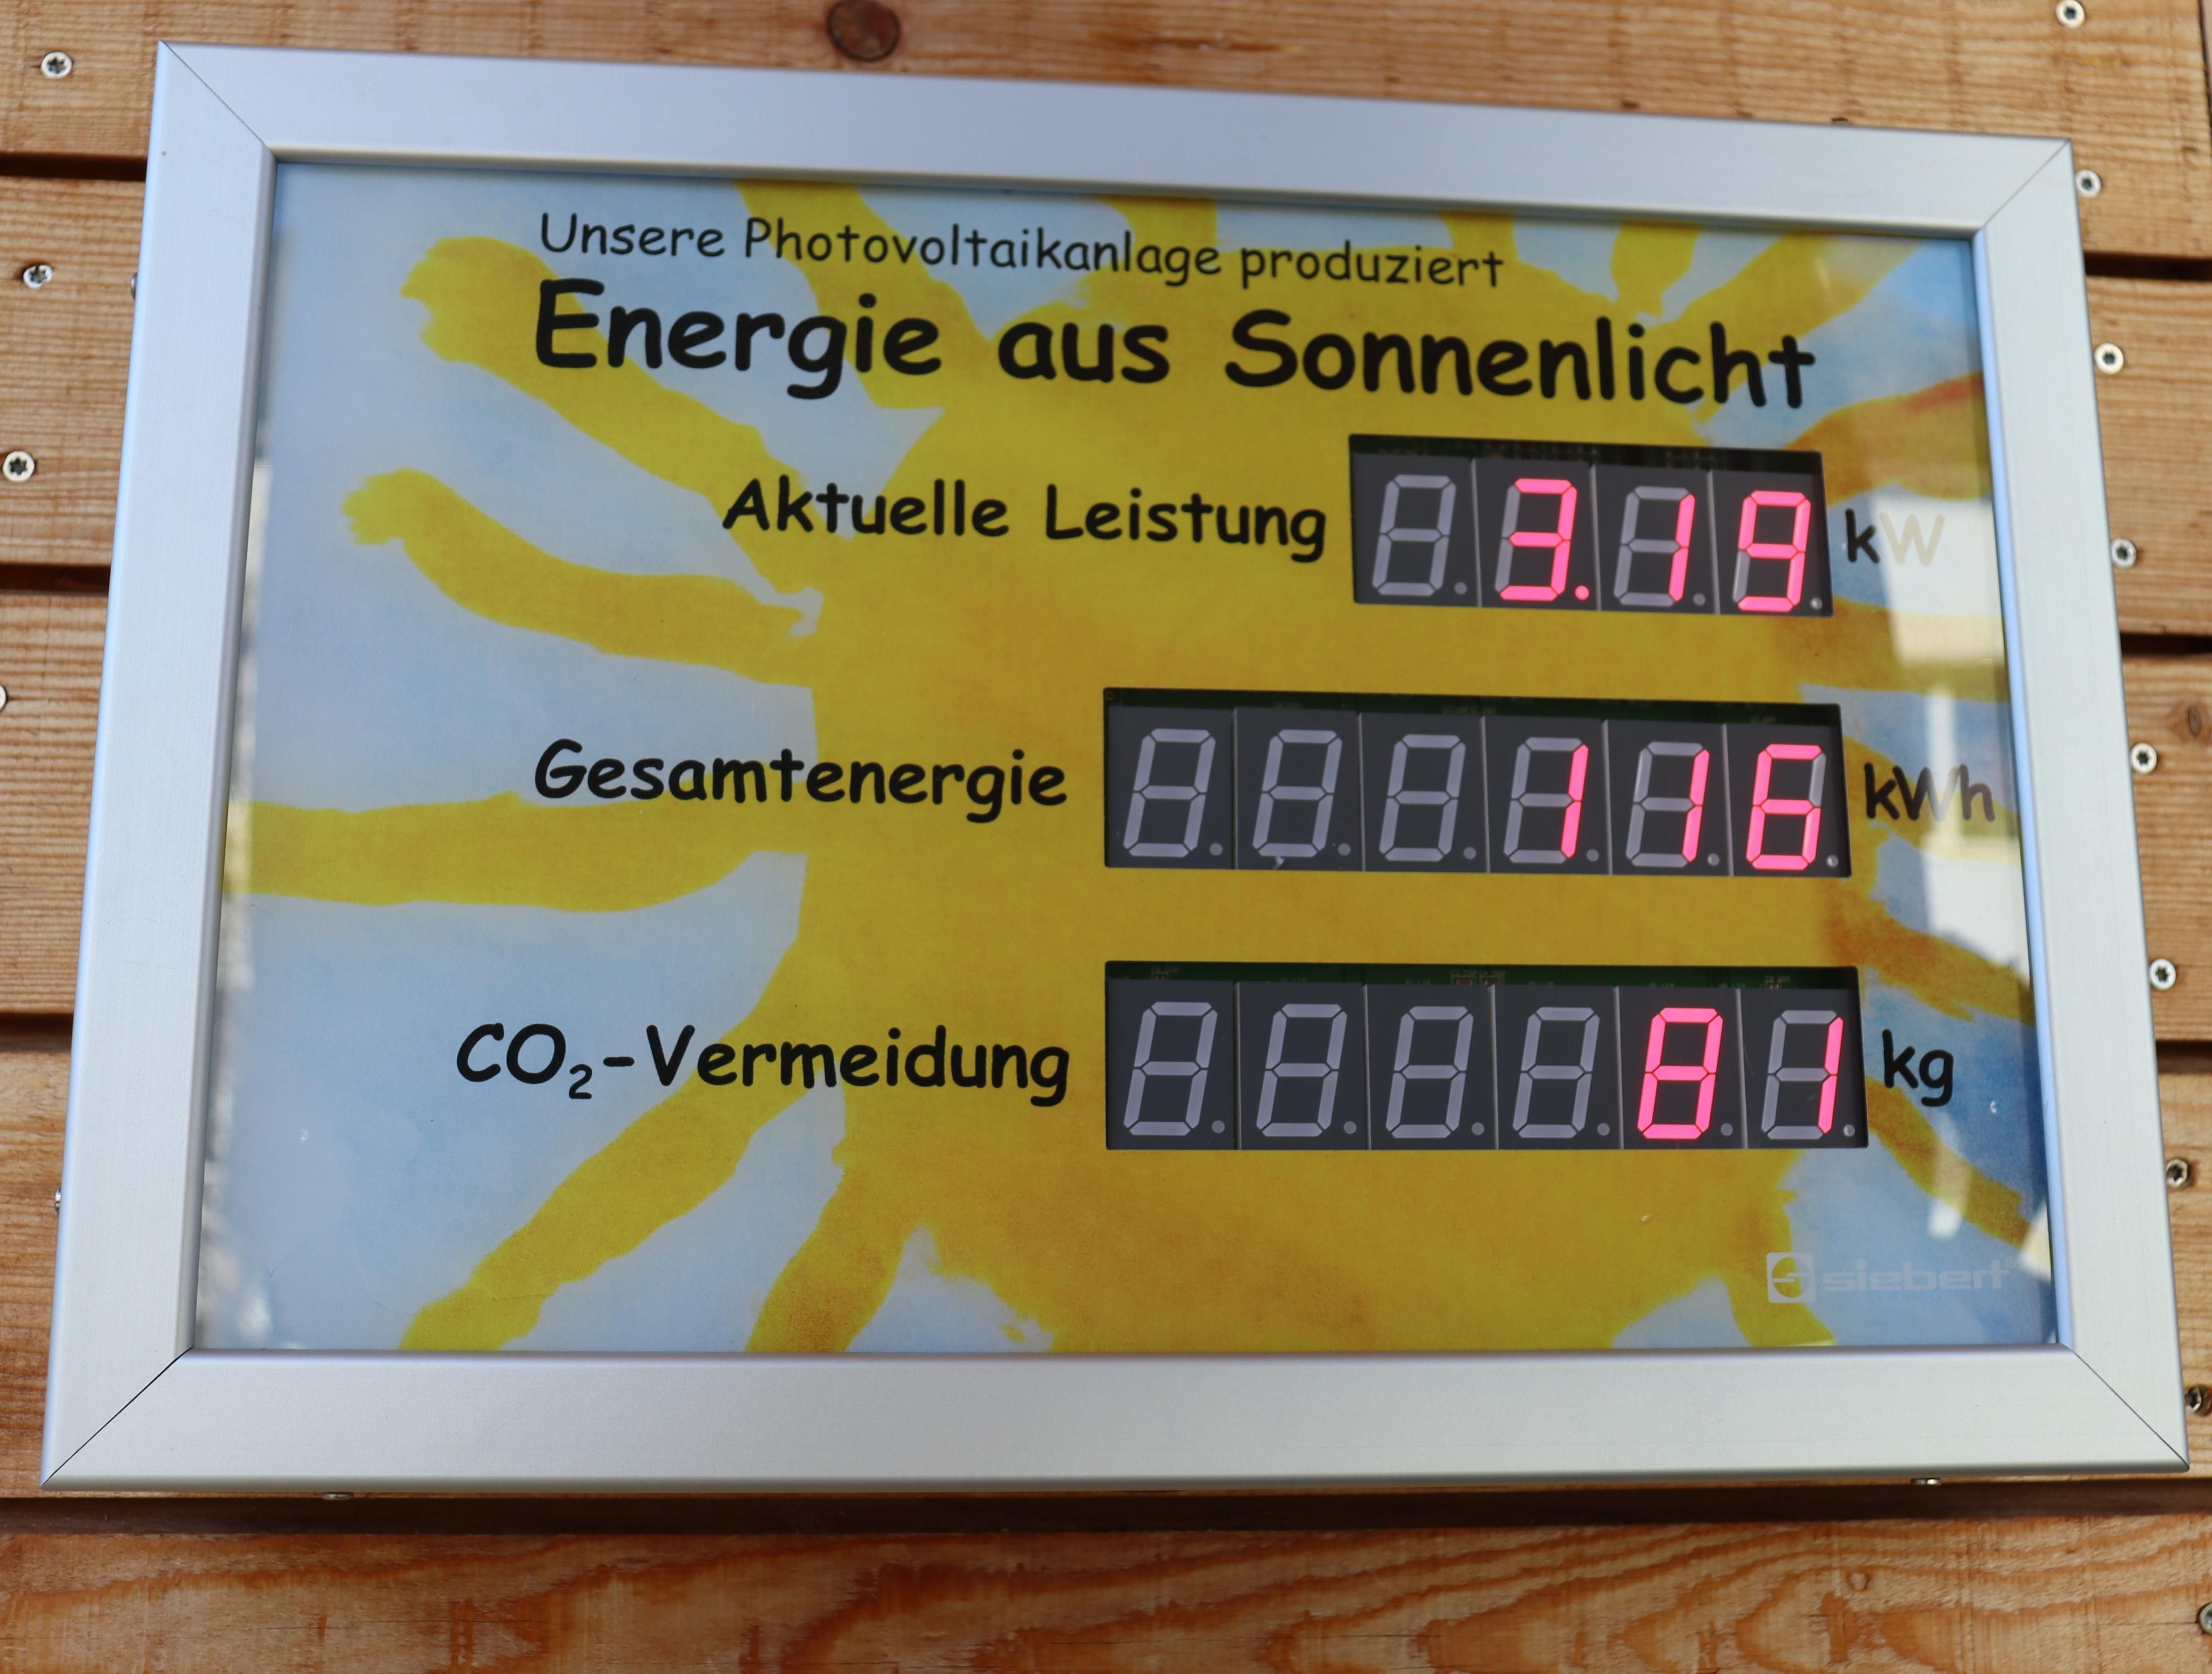 Unsere Photovoltaikanlage produziert
Energie aus Sonnenlicht
Aktuelle Leistung 3.19 kW
Gesamtenergie 116 kWh
CO₂-Vermeidung 81 kg
siebert